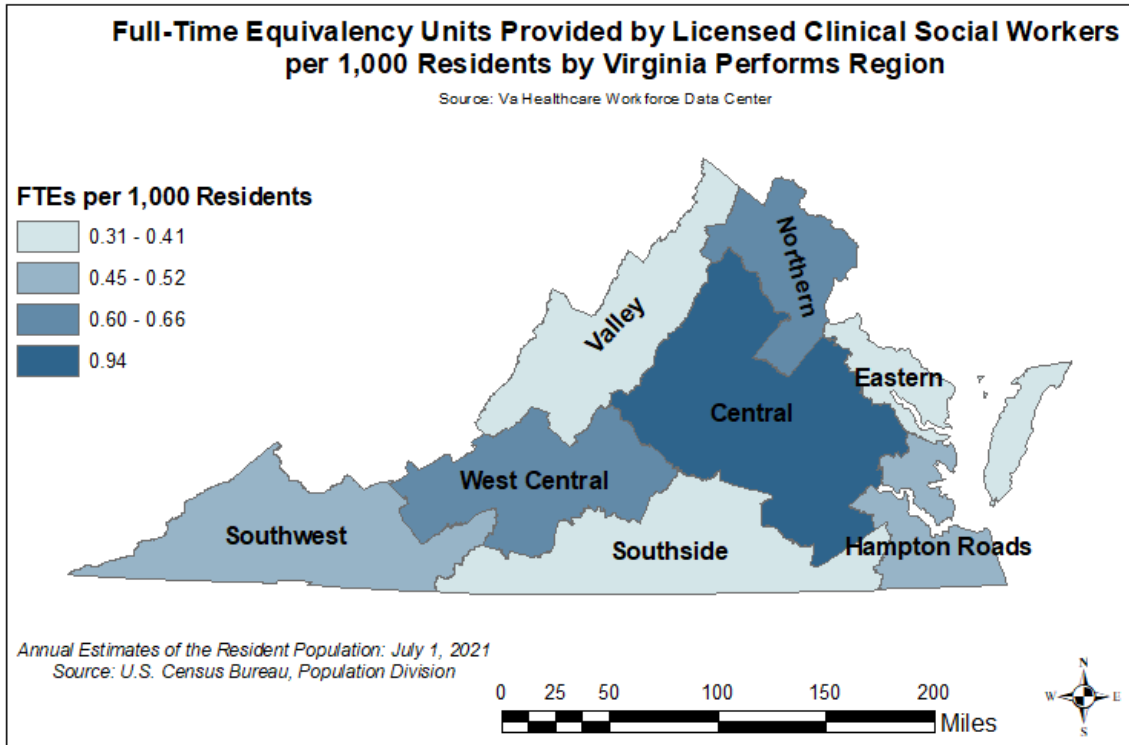 Full-Time Equivalency Units Provided by Licensed Clinical Social Workers
per 1,000 Residents by Virginia Performs Region
Source: Va Healthcare Workforce Data Center
FTEs per 1,000 Residents
0.31 - 0.41
0.45 - 0.52
0.60 - 0.66
0.94
Northern
Valley
Eastern
Central
West Central
Southwest
Southside
Hampton Roads
Annual Estimates of the Resident Population: July 1, 2021
Source: U.S. Census Bureau, Population Division
0 25 50 100 150 200
Miles
N
W E
S